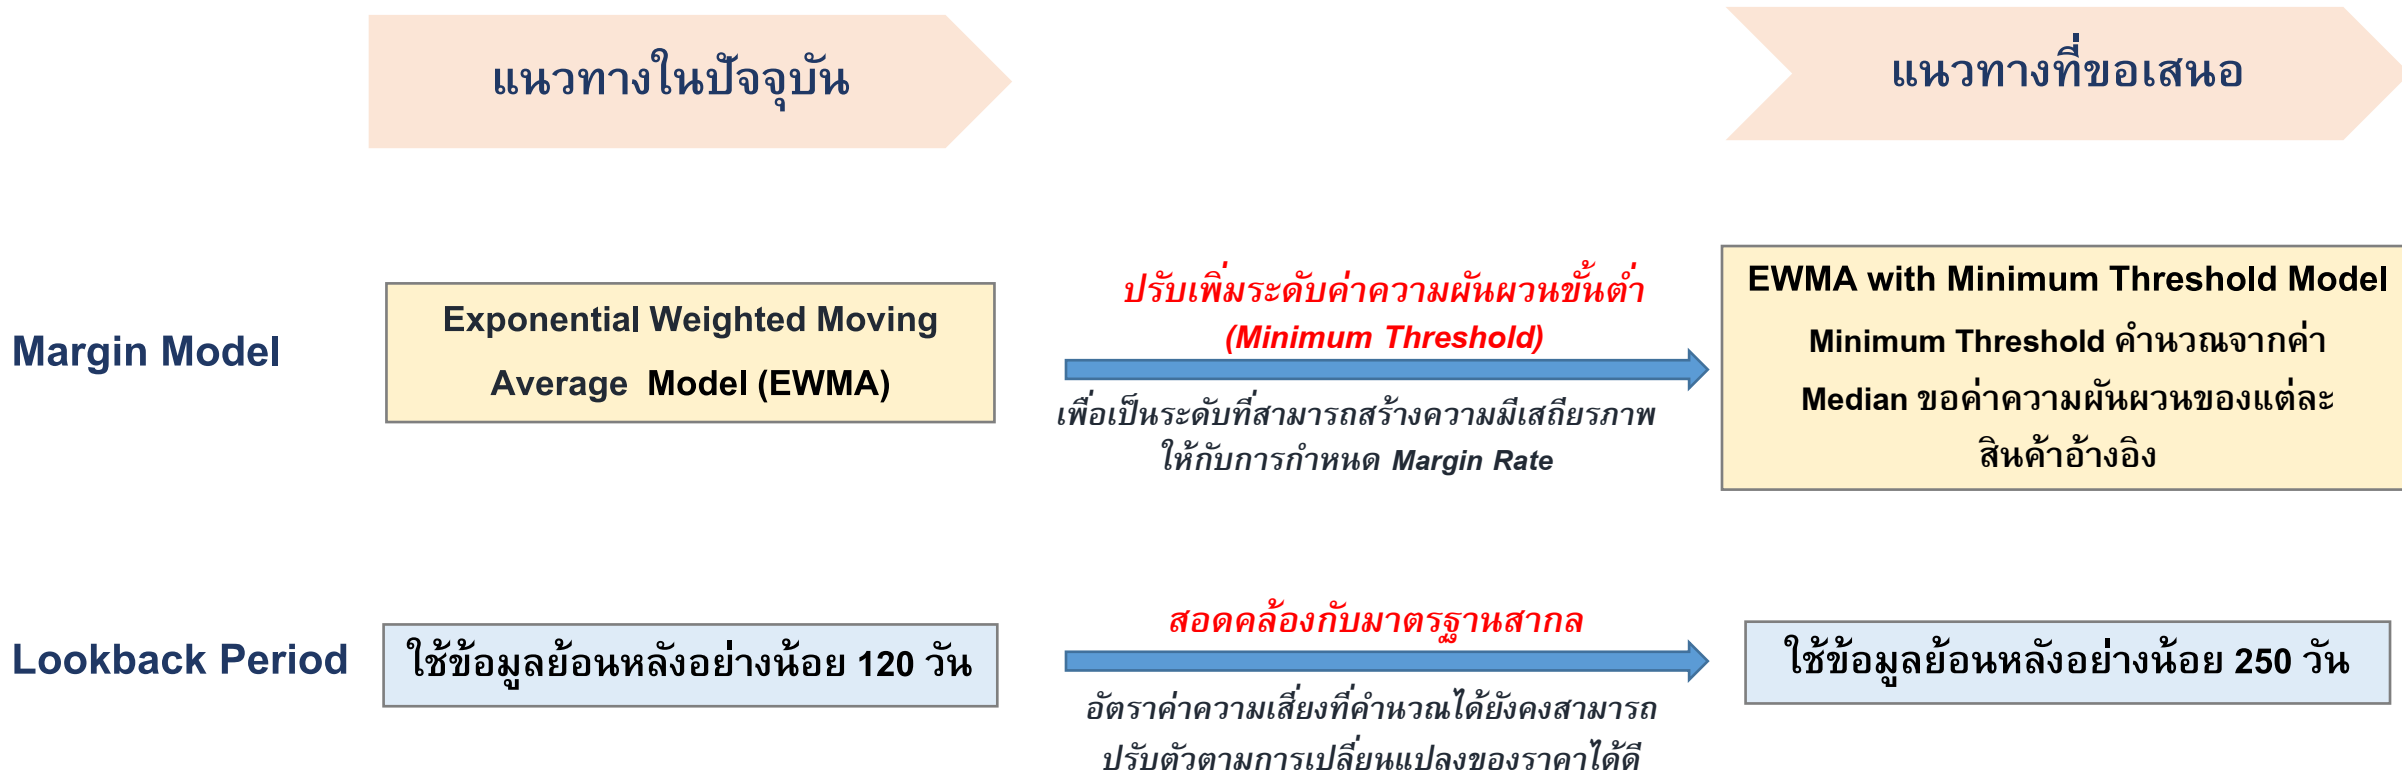 แนวทางในปัจจุบัน
แนวทางที่ขอเสนอ
Margin Model
Exponential Weighted Moving
Average Model (EWMA)
ปรับเพิ่มระดับค่าความผันผวนขั้นต่ำ
(Minimum Threshold)
เพื่อเป็นระดับที่สามารถสร้างความมีเสถียรภาพ
ให้กับการกำหนด Margin Rate
EWMA with Minimum Threshold Model
Minimum Threshold คำนวณจากค่า
Median ขอค่าความผันผวนของแต่ละ
สินค้าอ้างอิง
Lookback Period
ใช้ข้อมูลย้อนหลังอย่างน้อย 120 วัน
สอดคล้องกับมาตรฐานสากล
อัตราค่าความเสี่ยงที่คำนวณได้ยังคงสามารถ
ปรับตัวตามการเปลี่ยนแปลงของราคาได้ดี
ใช้ข้อมูลย้อนหลังอย่างน้อย 250 วัน